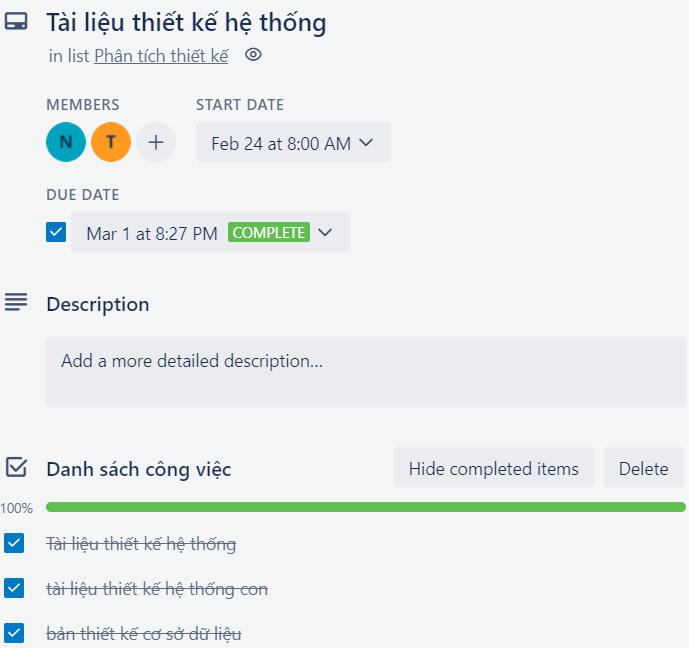 Tài liệu thiết kế hệ thống
in list Phân tích thiết kế
MEMBERS
START DATE
N T +
Feb 24 at 8:00 AM
DUE DATE
Mar 1 at 8:27 PM COMPLETE
Description
Add a more detailed description...
Danh sách công việc
Hide completed items
Delete
100%
Tài liệu thiết kế hệ thống
tài liệu thiết kế hệ thống con
bản thiết kế cơ sở dữ liệu